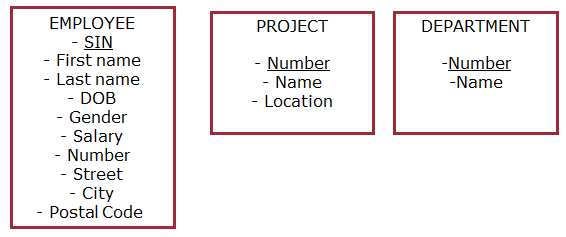 EMPLOYEE
- SIN
- First name
- Last name
- DOB
- Gender
- Salary
- Number
- Street
- City
- Postal Code
PROJECT
- Number
- Name
- Location
DEPARTMENT
-Number
-Name